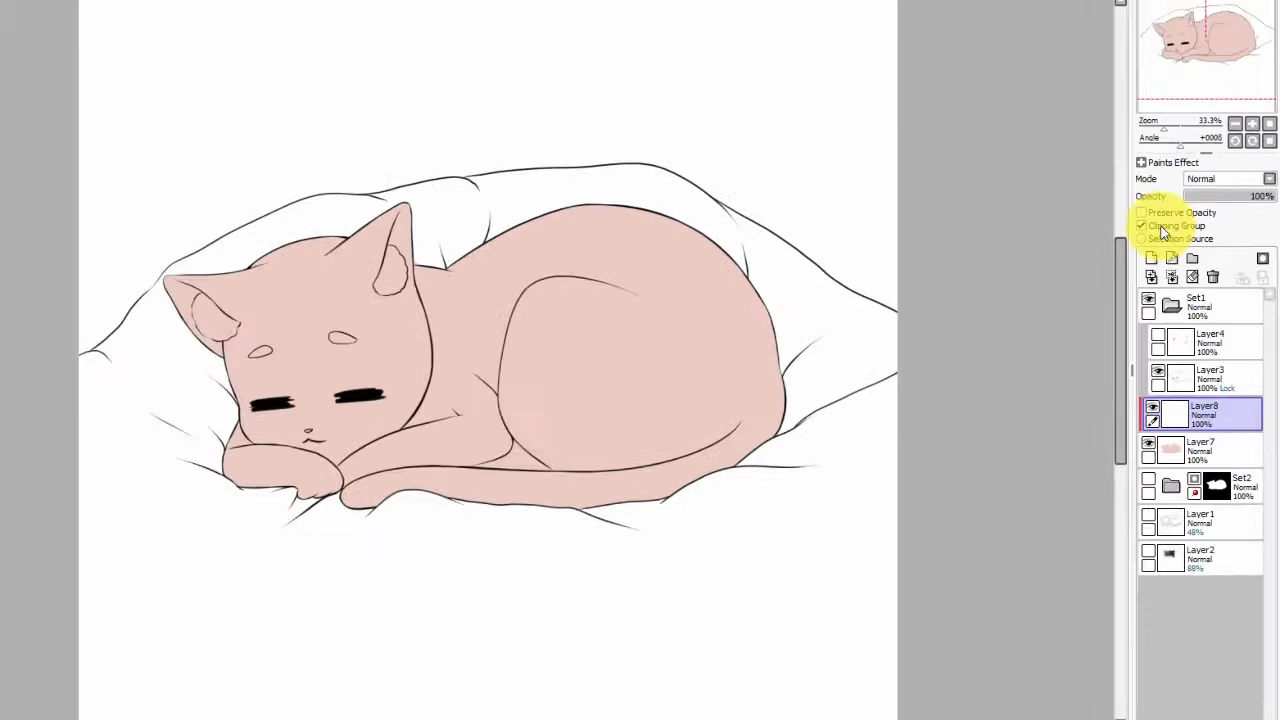 Zoom 33.3%
Angle +000ß
Paints Effect
Mode Normal
Opacity 100%
Preserve Opacity
Clipping Group
Selection Source
Set1
Normal
100%
Layer4
Normal
100%
Layer3
Normal
100% Lock
Layer8
Normal
100%
Layer7
Normal
100%
Set2
Normal
100%
Layer1
Normal
48%
Layer2
Normal
88%